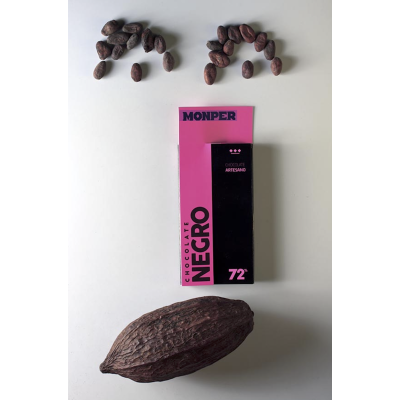 MONPER
CHOCOLATE
ARTESANO
CHOCOLATE
NEGRO
72%